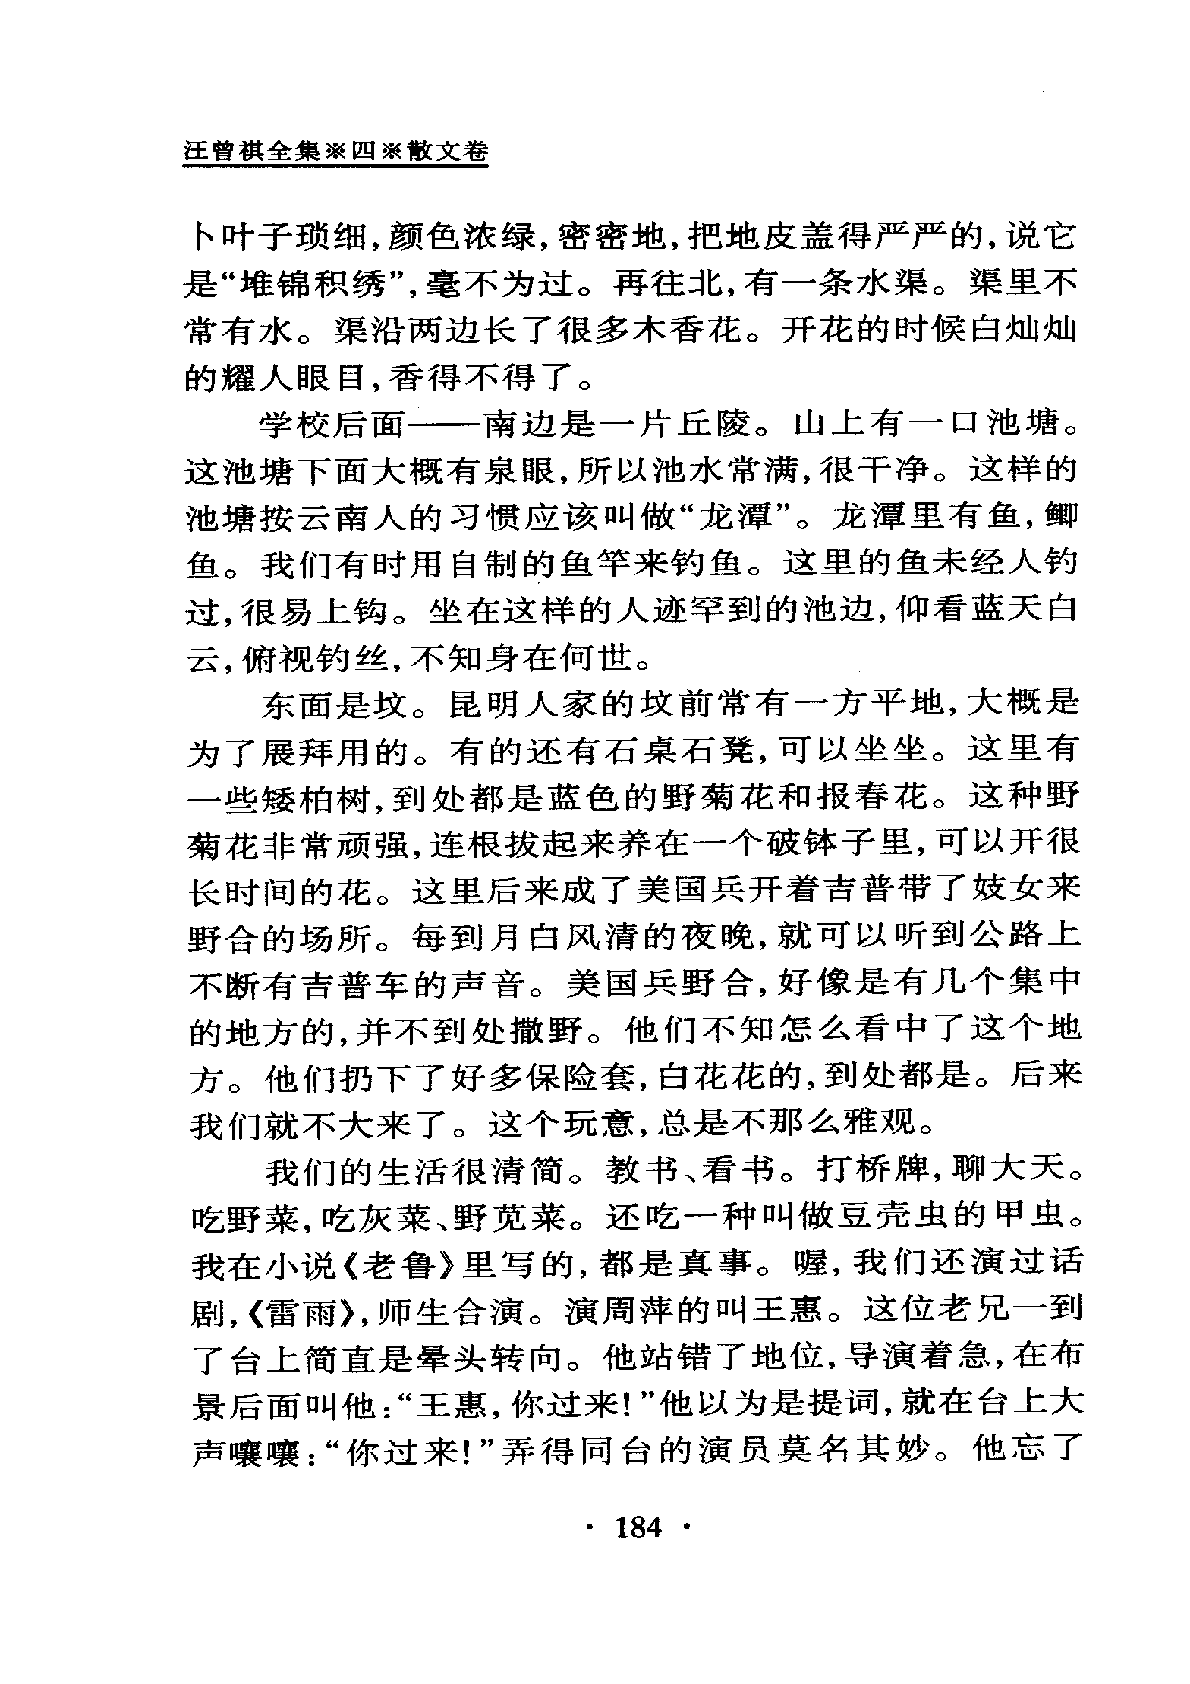 汪曾祺全集※四※散文卷
卜叶子琐细,颜色浓绿,密密地,把地皮盖得严严的,说它
是“堆锦积绣”,毫不为过。再往北,有一条水渠。渠里不
常有水。渠沿两边长了很多木香花。开花的时候白灿灿
的耀人眼目,香得不得了。
学校后面——南边是一片丘陵。山上有一口池塘。
这池塘下面大概有泉眼,所以池水常满,很干净。这样的
池塘按云南人的习惯应该叫做“龙潭”。龙潭里有鱼,鲫
鱼。我们有时用自制的鱼竿来钓鱼。这里的鱼未经人钓
过,很易上钩。坐在这样的人迹罕到的池边,仰看蓝天白
云,俯视钓丝,不知身在何世。
东面是坟。昆明人家的坟前常有一方平地,大概是
为了展拜用的。有的还有石桌石凳,可以坐坐。这里有
一些矮柏树,到处都是蓝色的野菊花和报春花。这种野
菊花非常顽强,连根拔起来养在一个破钵子里,可以开很
长时间的花。这里后来成了美国兵开着吉普带了妓女来
野合的场所。每到月白风清的夜晚,就可以听到公路上
不断有吉普车的声音。美国兵野合,好像是有几个集中
的地方的,并不到处撒野。他们不知怎么看中了这个地
方。他们扔下了好多保险套,白花花的,到处都是。后来
我们就不大来了。这个玩意,总是不那么雅观。
我们的生活很清简。教书、看书。打桥牌,聊大天。
吃野菜,吃灰菜、野苋菜。还吃一种叫做豆壳虫的甲虫。
我在小说《老鲁》里写的,都是真事。喔,我们还演过话
剧,《雷雨》,师生合演。演周萍的叫王惠。这位老兄一到
了台上简直是晕头转向。他站错了地位,导演着急,在布
景后面叫他:“王惠,你过来!”他以为是提词,就在台上大
声嚷嚷:“你过来!”弄得同台的演员莫名其妙。他忘了
· 184 ·